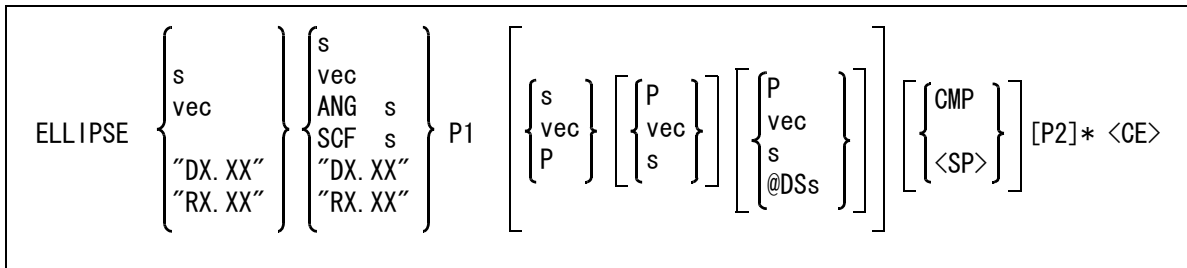 ELLIPSE
s
vec
"DX.XX"
"RX.XX"
s
vec
ANG s
SCF s
"DX.XX"
"RX.XX"
P1
s
vec
P
P
vec
s
P
vec
s
@DSs
CMP
<SP>
[P2]* <CE>